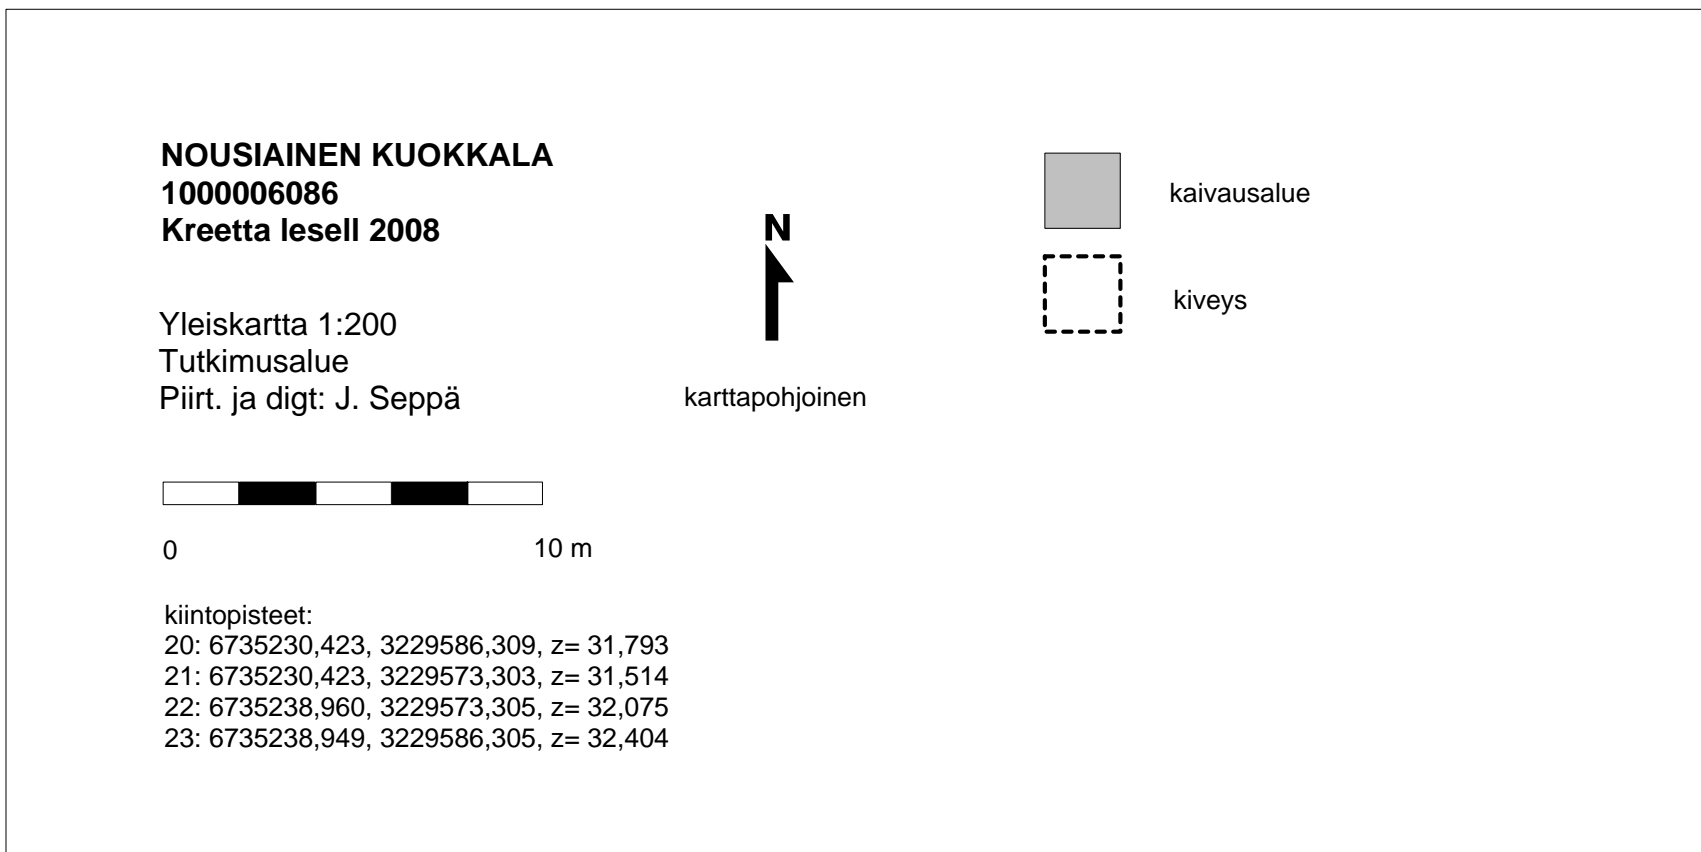 NOUSIAINEN KUOKKALA
1000006086
Kreetta lesell 2008
Yleiskartta 1:200
Tutkimusalue
Piirt. ja digt: J. Seppä
N
karttapohjoinen
kaivausalue
kiveys
0 10 m
kiintopisteet:
20: 6735230,423, 3229586,309, z= 31,793
21: 6735230,423, 3229573,303, z= 31,514
22: 6735238,960, 3229573,305, z= 32,075
23: 6735238,949, 3229586,305, z= 32,404